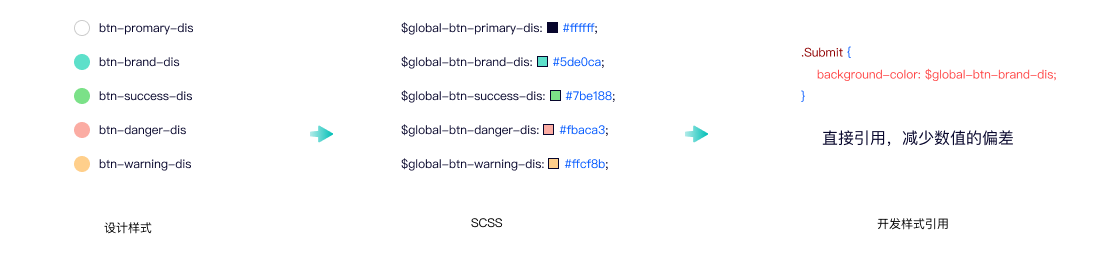 btn-promary-dis
btn-brand-dis
btn-success-dis
btn-danger-dis
btn-warning-dis
设计样式
$global-btn-primary-dis: #ffffff;
$global-btn-brand-dis: #5de0ca;
$global-btn-success-dis: #7be188;
$global-btn-danger-dis: #fbaca3;
$global-btn-warning-dis: #ffcf8b;
SCSS
.Submit {
background-color: $global-btn-brand-dis;
}
直接引用，减少数值的偏差
开发样式引用